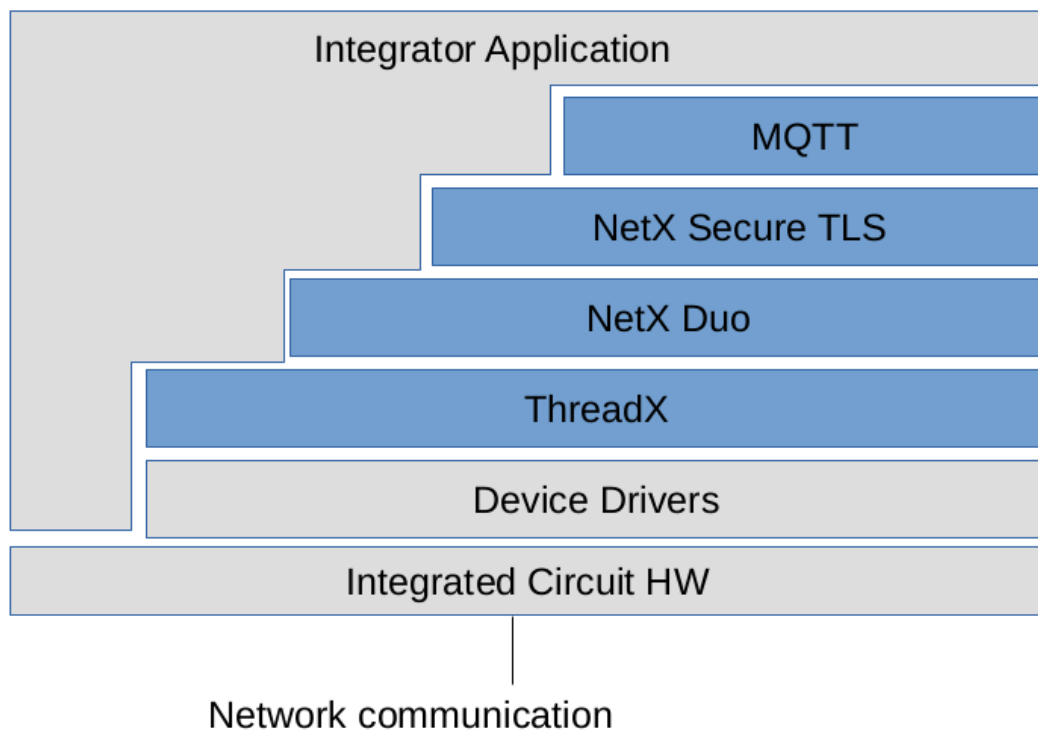 Integrator Application
MQTT
NetX Secure TLS
NetX Duo
ThreadX
Device Drivers
Integrated Circuit HW
Network communication